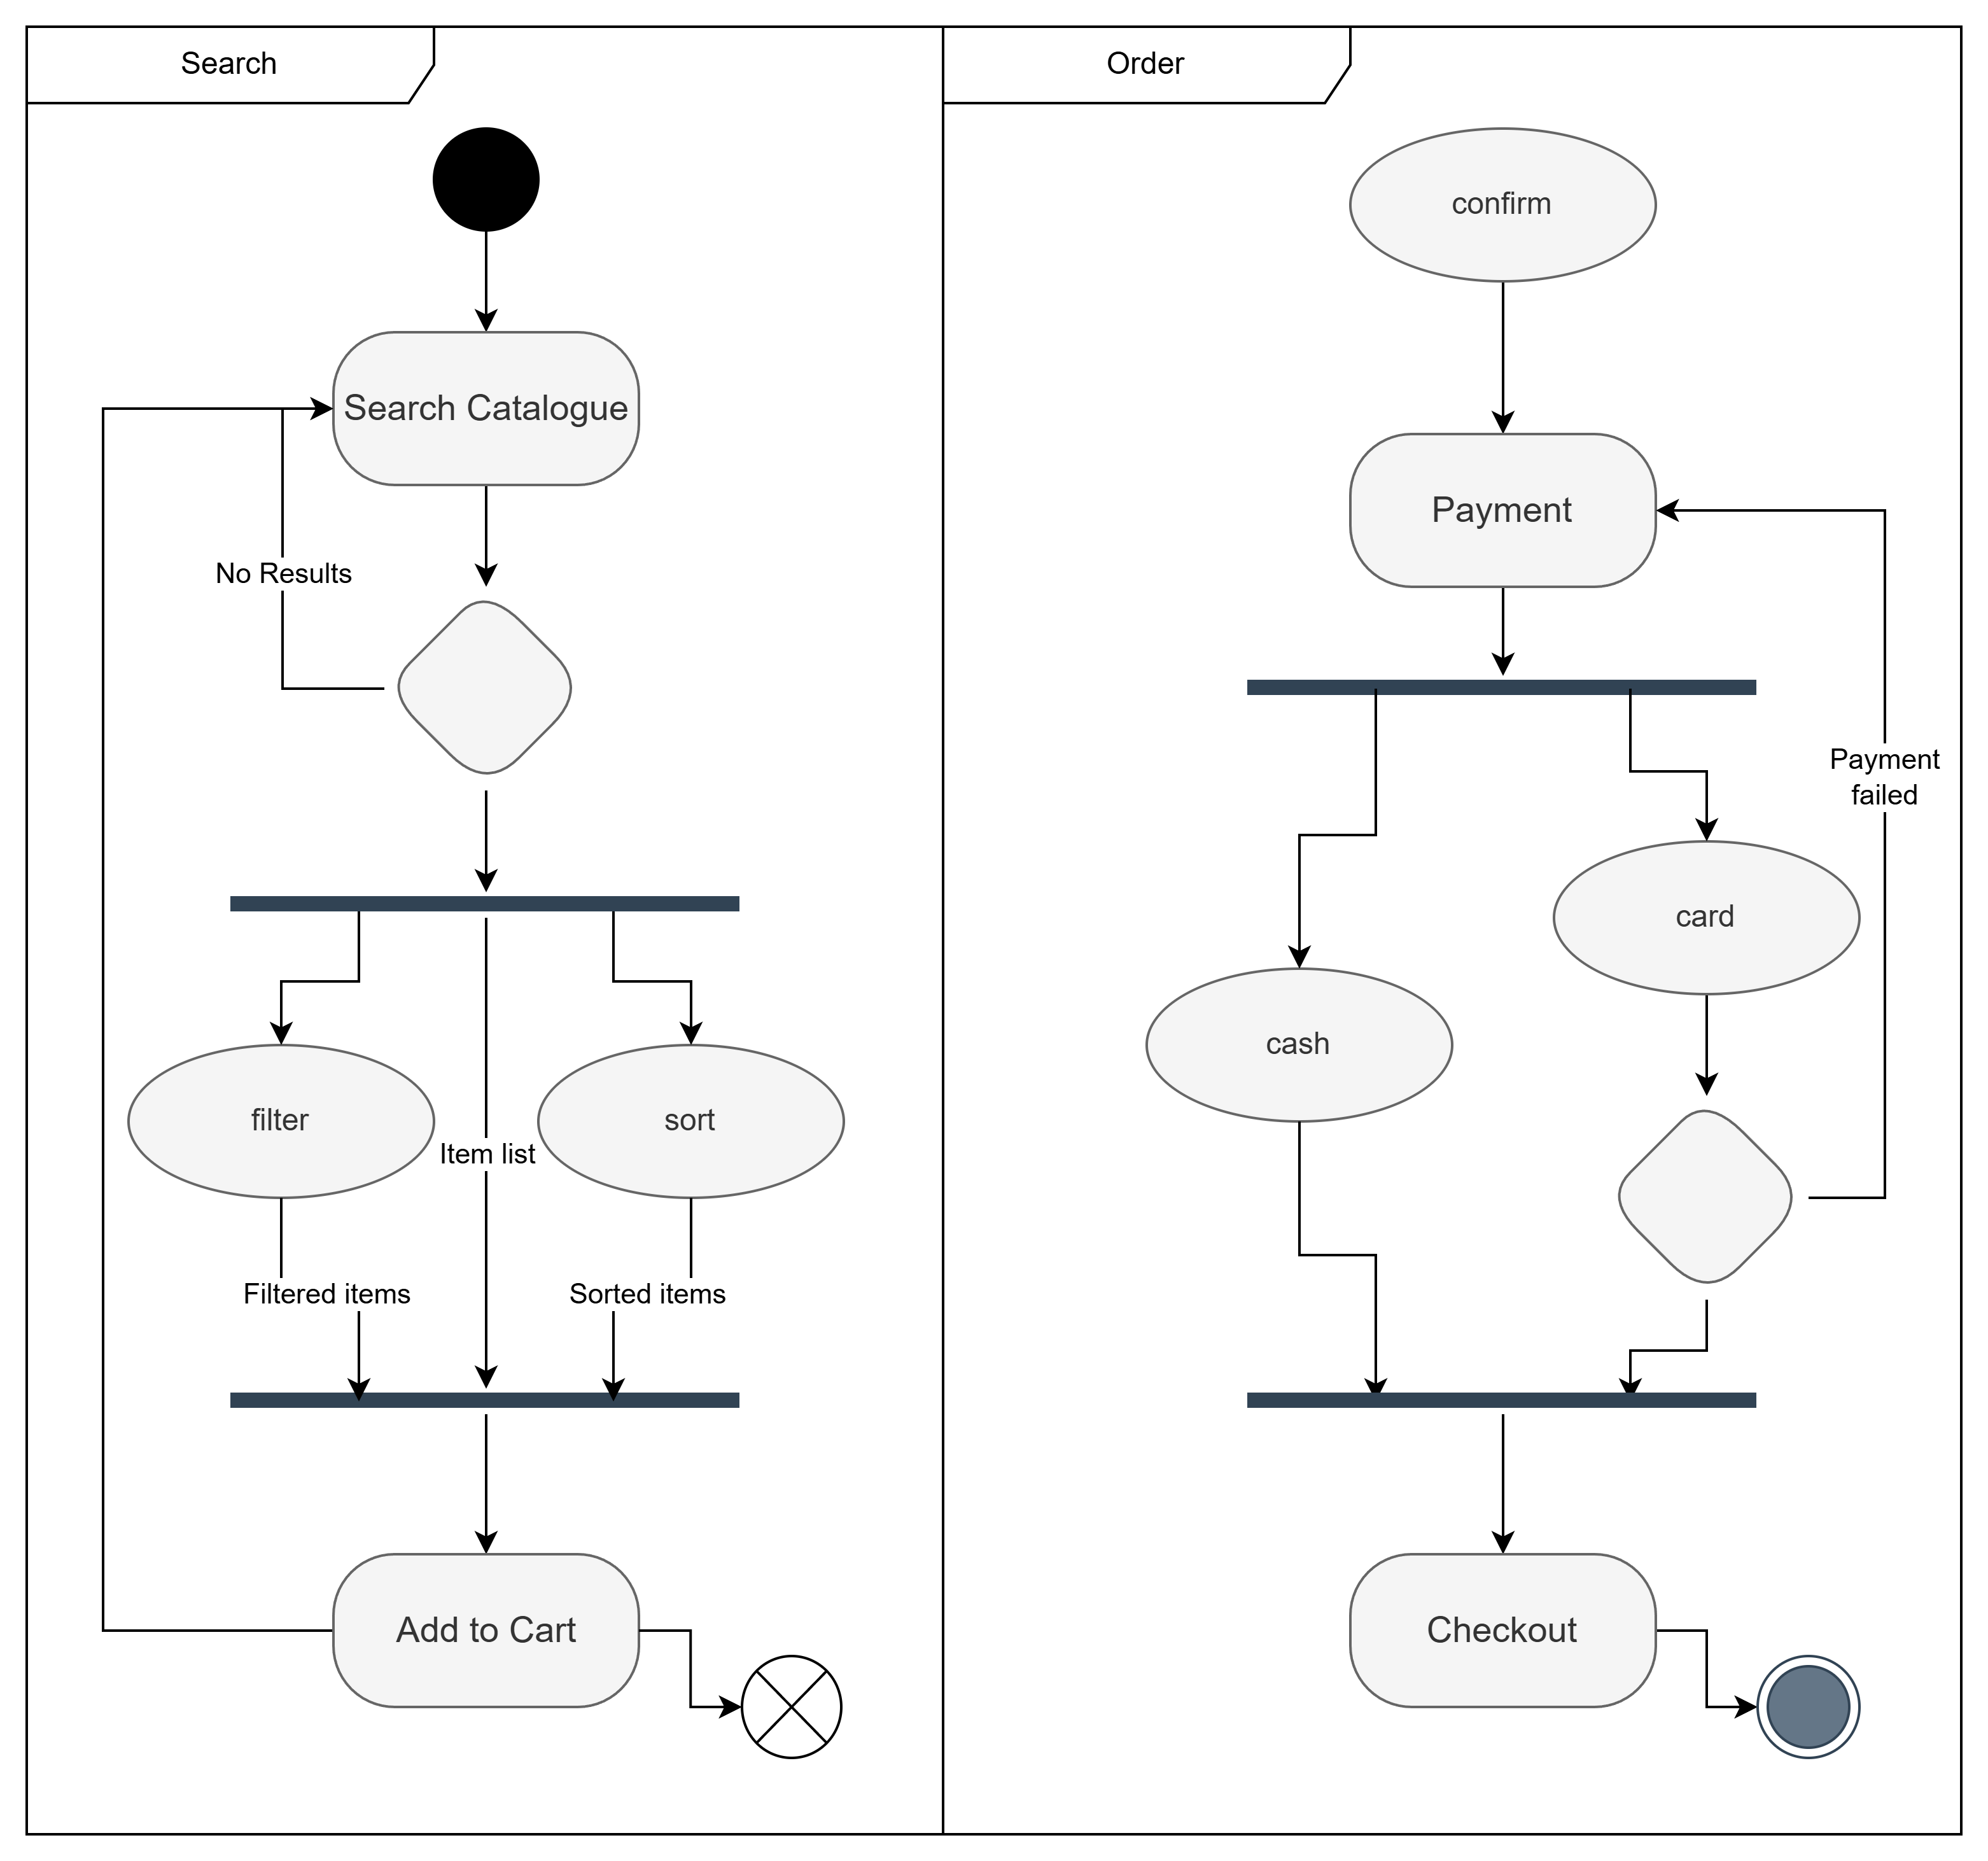 Search
Order
confirm
Search Catalogue
Payment
No Results
Payment
failed
card
cash
filter
sort
Item list
Filtered items
Sorted items
Add to Cart
Checkout